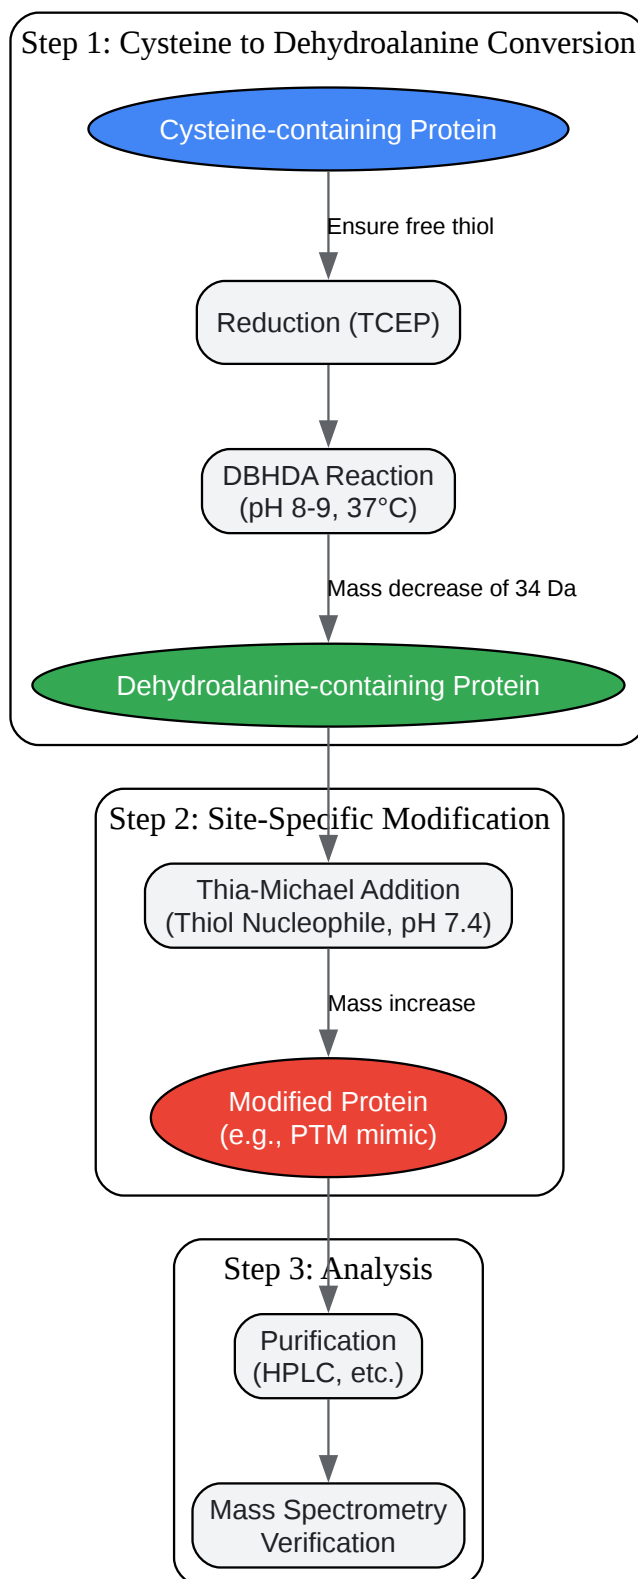 Step 1: Cysteine to Dehydroalanine Conversion
Cysteine-containing Protein
Ensure free thiol
Reduction (TCEP)
DBHDA Reaction
(pH 8-9, 37°C)
Mass decrease of 34 Da
Dehydroalanine-containing Protein
Step 2: Site-Specific Modification
Thia-Michael Addition
(Thiol Nucleophile, pH 7.4)
Mass increase
Modified Protein
(e.g., PTM mimic)
Step 3: Analysis
Purification
(HPLC, etc.)
Mass Spectrometry
Verification